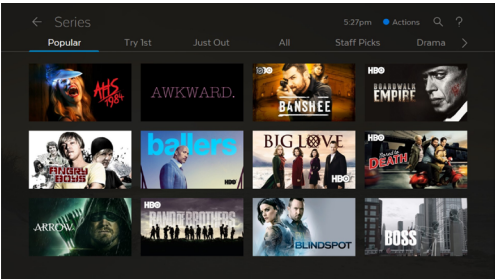 ← Series 5:27pm Actions ?
Popular Try 1st Just Out All Staff Picks Drama >
AHS
1984
AWKWARD.
BANSHEE
HBO
BOARDWALK
EMPIRE
ANGRY
BOYS
ballers
HBO
BIG LOVE
HBO
HBO
Bored to
DEATH
ARROW
HBO
BAND OF BROTHERS
BLINDSPOT
BOSS